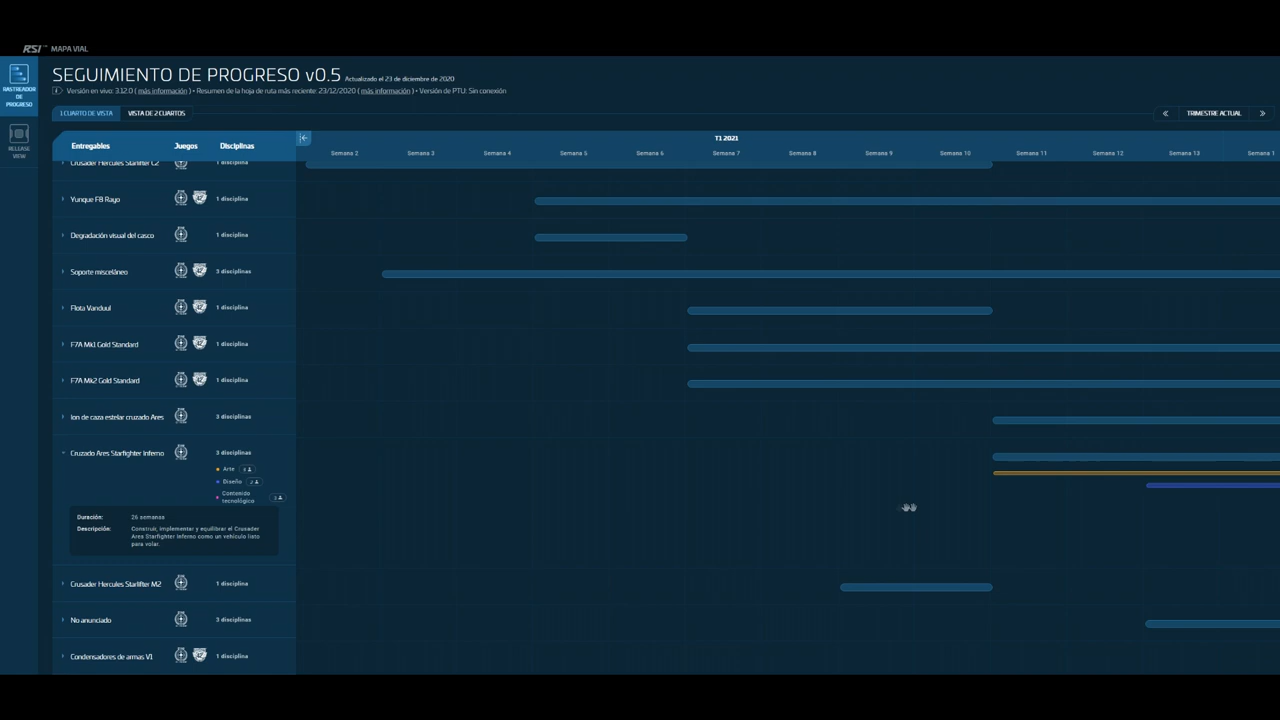 RSI™ MAPA VIAL
RASTREADOR
DE
PROGRESO
RELEASE
VIEW
SEGUIMIENTO DE PROGRESO v0.5 Actualizado el 23 de diciembre de 2020
Versión en vivo: 3.12.0 ( más información ) • Resumen de la hoja de ruta más reciente: 23/12/2020 ( más información ) • Versión de PTU: Sin conexión
1 CUARTO DE VISTA VISTA DE 2 CUARTOS TRIMESTRE ACTUAL
Entregables Juegos Disciplinas
T1 2021
Semana 2 Semana 3 Semana 4 Semana 5 Semana 6 Semana 7 Semana 8 Semana 9 Semana 10 Semana 11 Semana 12 Semana 13 Semana 1
Crusader Hercules Starlifter C2 1 disciplina
Yunque F8 Rayo 1 disciplina
Degradación visual del casco 1 disciplina
Soporte misceláneo 3 disciplinas
Flota Vanduul 1 disciplina
F7A Mk1 Gold Standard 1 disciplina
F7A Mk2 Gold Standard 1 disciplina
Ion de caza estelar cruzado Ares 3 disciplinas
Cruzado Ares Starfighter Inferno 3 disciplinas
Arte
Diseño
Contenido
tecnológico
Duración: 26 semanas
Descripción: Construir, implementar y equilibrar el Crusader
Area Starfighter Inferno como un vehículo listo
para volar.
Crusader Hercules Starlifter M2 1 disciplina
No anunciado 3 disciplinas
Condensadores de armas V1 1 disciplina